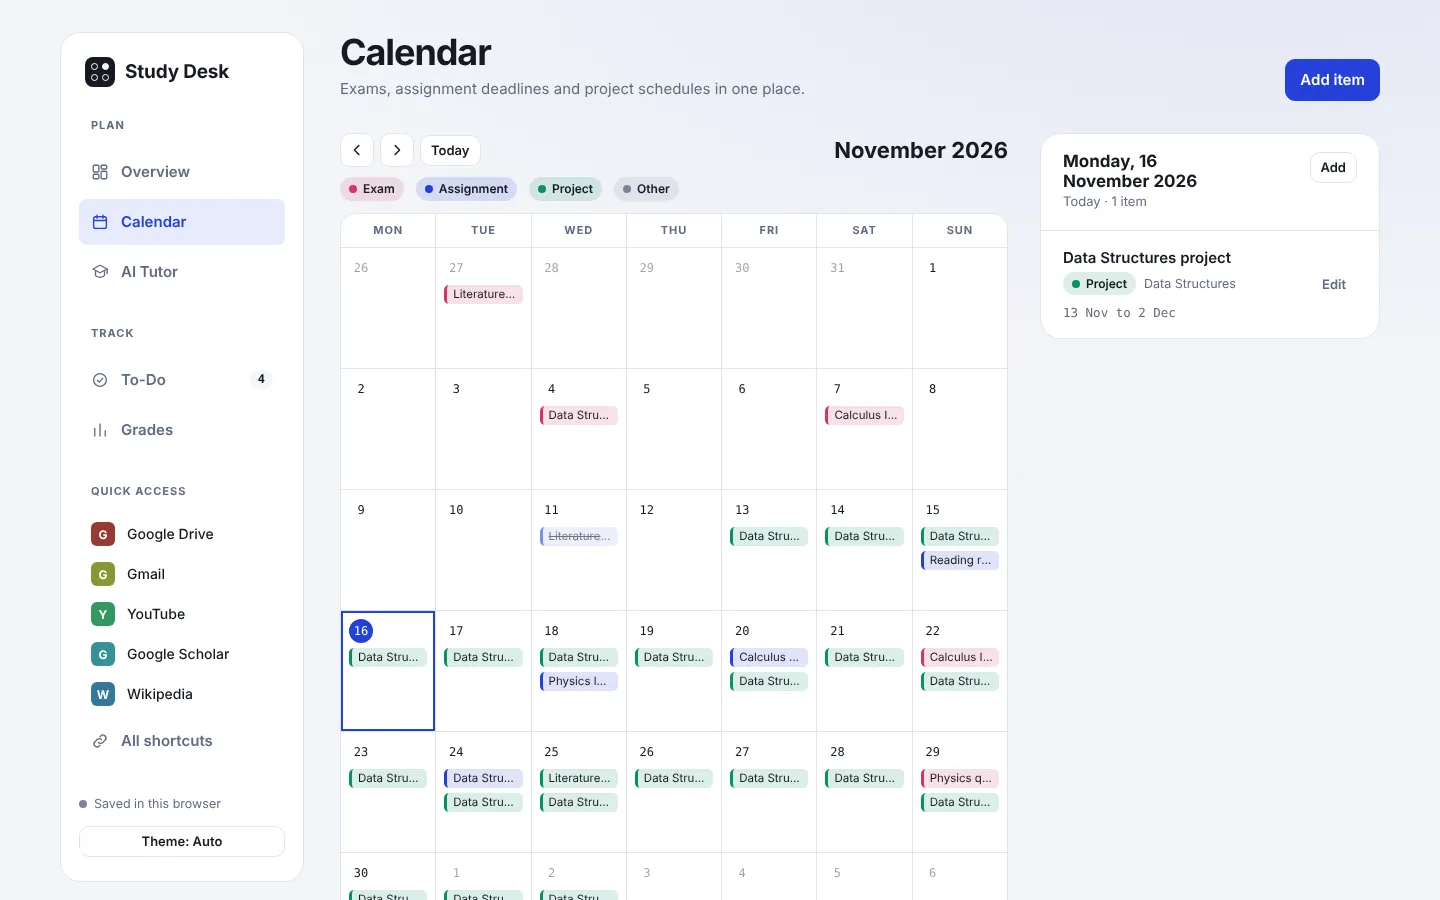 Study Desk
PLAN
Overview
Calendar
AI Tutor
TRACK
To-Do 4
Grades
QUICK ACCESS
G Google Drive
G Gmail
Y YouTube
G Google Scholar
W Wikipedia
All shortcuts
Saved in this browser
Theme: Auto
Calendar
Exams, assignment deadlines and project schedules in one place.
Add item
Today
November 2026
Exam Assignment Project Other
MON TUE WED THU FRI SAT SUN
26 27 28 29 30 31 1
Literature...
2 3 4 5 6 7 8
Data Stru... Calculus I...
9 10 11 12 13 14 15
Literature... Data Stru... Data Stru... Data Stru...
Reading r...
16 17 18 19 20 21 22
Data Stru... Data Stru... Data Stru... Data Stru... Calculus ... Data Stru... Calculus I...
Physics l... Data Stru... Data Stru...
23 24 25 26 27 28 29
Data Stru... Data Stru... Literature... Data Stru... Data Stru... Data Stru... Physics q...
Data Stru... Data Stru... Data Stru...
30 1 2 3 4 5 6
Data Stru... Data Stru... Data Stru...
Monday, 16
November 2026
Today · 1 item
Add
Data Structures project
Project Data Structures
Edit
13 Nov to 2 Dec